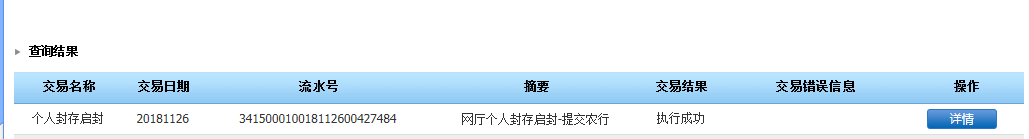 查询结果
交易名称 交易日期 流水号 摘要 交易结果 交易错误信息 操作
个人封存启封 20181126 341500010018112600427484 网厅个人封存启封-提交农行 执行成功 详情